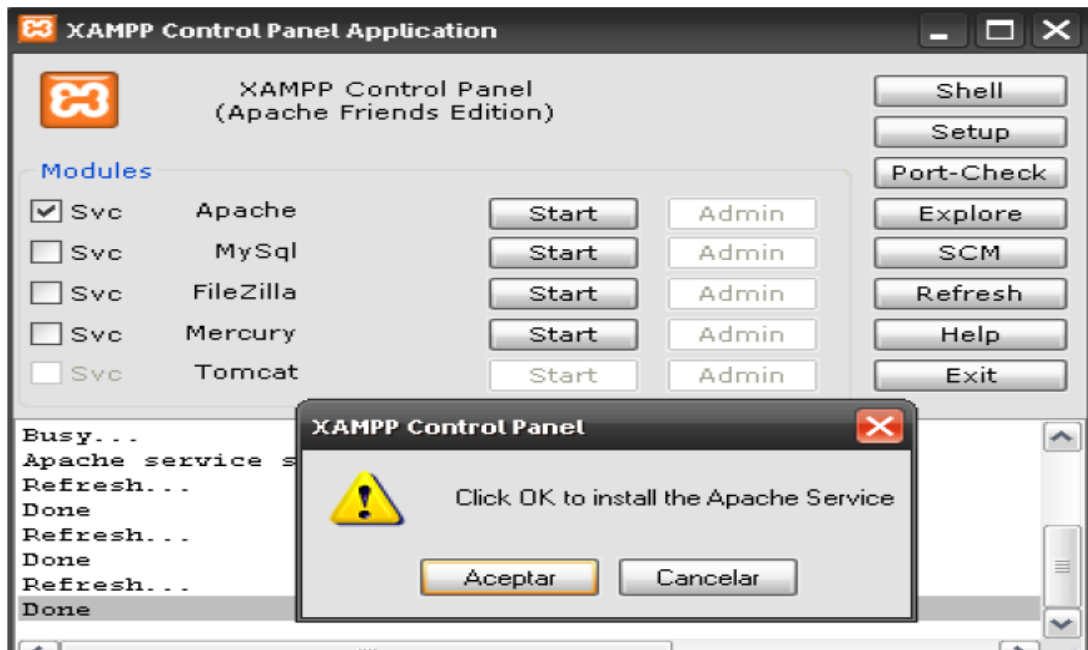 XAMPP Control Panel Application
XAMPP Control Panel
(Apache Friends Edition)
Shell
Setup
Modules
Port-Check
Svc Apache Start Admin Explore
Svc MySql Start Admin SCM
Svc FileZilla Start Admin Refresh
Svc Mercury Start Admin Help
Svc Tomcat Start Admin Exit
XAMPP Control Panel
Click OK to install the Apache Service
Aceptar Cancelar
Busy...
Apache service s
Refresh...
Done
Refresh...
Done
Refresh...
Done